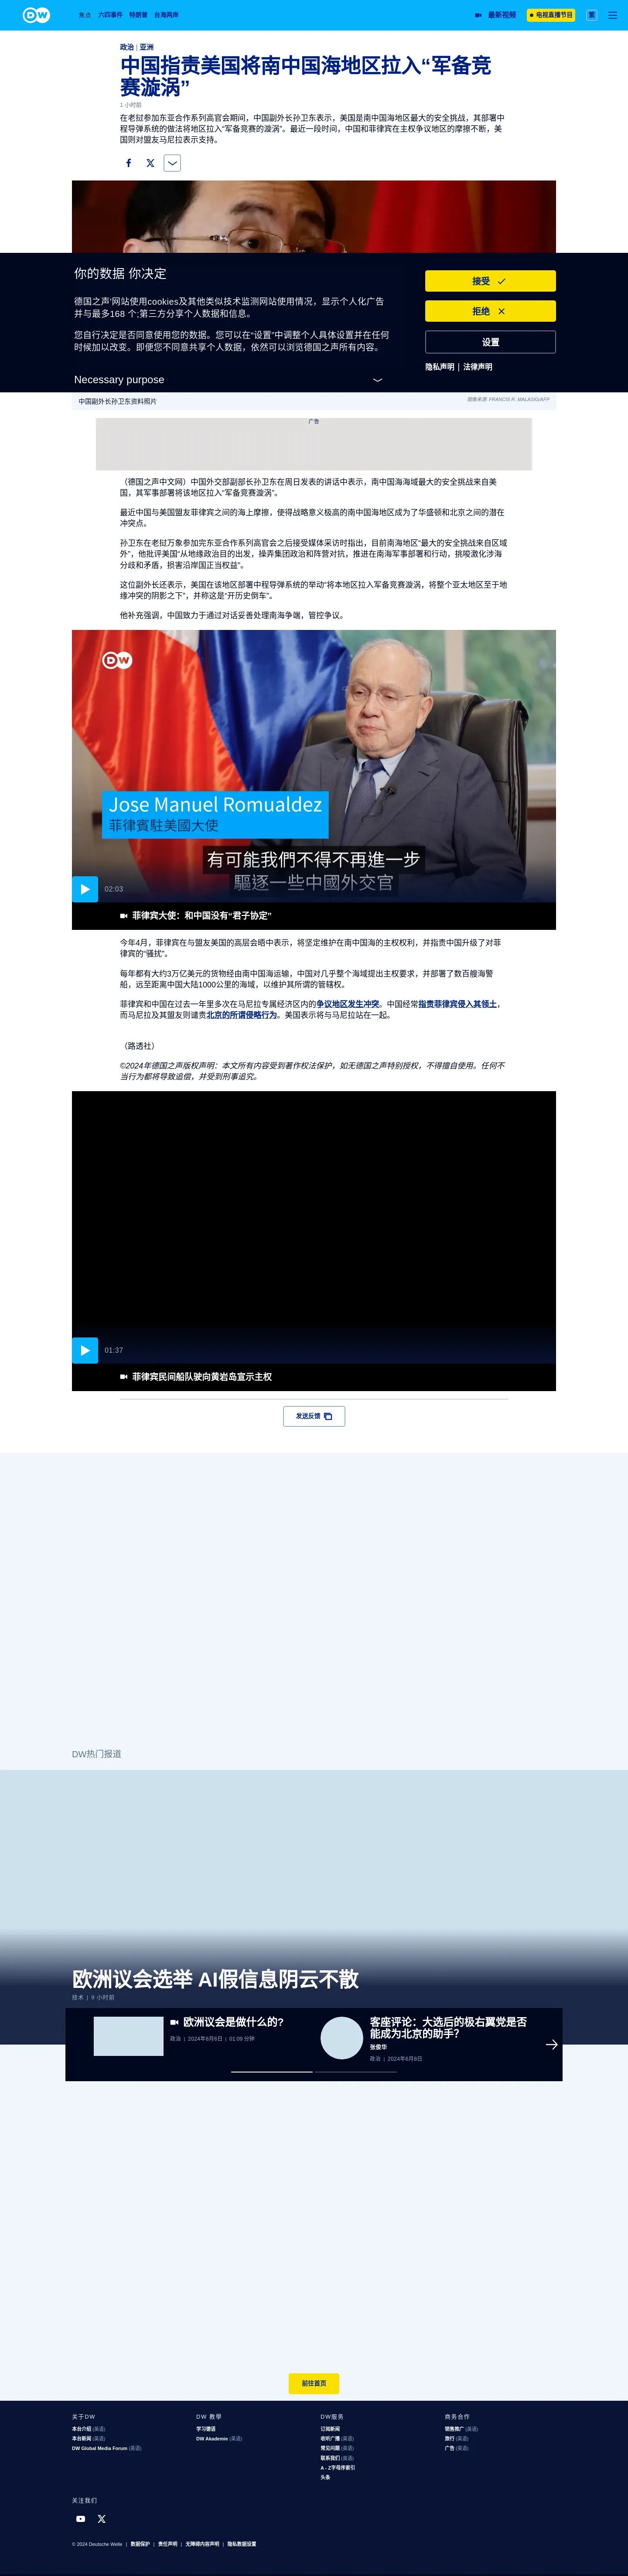 DW
焦点 六四事件 特朗普 台海两岸
最新视频
电视直播节目
繁
政治 | 亚洲
中国指责美国将南中国海地区拉入“军备竞
赛漩涡”
1 小时前
在老挝参加东亚合作系列高官会期间，中国副外长孙卫东表示，美国是南中国海地区最大的安全挑战，其部署中
程导弹系统的做法将地区拉入“军备竞赛的漩涡”。最近一段时间，中国和菲律宾在主权争议地区的摩擦不断，美
国则对盟友马尼拉表示支持。
你的数据 你决定
德国之声'网站使用cookies及其他类似技术监测网站使用情况，显示个人化广告
并与最多168 个;第三方分享个人数据和信息。
您自行决定是否同意使用您的数据。您可以在“设置”中调整个人具体设置并在任何
时候加以改变。即便您不同意共享个人数据，依然可以浏览德国之声所有内容。
Necessary purpose
接受
拒绝
设置
隐私声明 | 法律声明
中国副外长孙卫东资料照片
图像来源: FRANCIS R. MALASIG/AFP
广告
（德国之声中文网）中国外交部副部长孙卫东在周日发表的讲话中表示，南中国海海域最大的安全挑战来自美
国，其军事部署将该地区拉入“军备竞赛漩涡”。
最近中国与美国盟友菲律宾之间的海上摩擦，使得战略意义极高的南中国海地区成为了华盛顿和北京之间的潜在
冲突点。
孙卫东在老挝万象参加完东亚合作系列高官会之后接受媒体采访时指出，目前南海地区“最大的安全挑战来自区域
外”，他批评美国“从地缘政治目的出发，操弄集团政治和阵营对抗，推进在南海军事部署和行动，挑唆激化涉海
分歧和矛盾，损害沿岸国正当权益”。
这位副外长还表示，美国在该地区部署中程导弹系统的举动“将本地区拉入军备竞赛漩涡，将整个亚太地区至于地
缘冲突的阴影之下”，并称这是“开历史倒车”。
他补充强调，中国致力于通过对话妥善处理南海争端，管控争议。
DW
Jose Manuel Romualdez
菲律賓駐美國大使
有可能我們不得不再進一步
驅逐一些中國外交官
02:03
菲律宾大使：和中国没有“君子协定”
今年4月，菲律宾在与盟友美国的高层会晤中表示，将坚定维护在南中国海的主权权利，并指责中国升级了对菲
律宾的“骚扰”。
每年都有大约3万亿美元的货物经由南中国海运输，中国对几乎整个海域提出主权要求，并部署了数百艘海警
船，远至距离中国大陆1000公里的海域，以维护其所谓的管辖权。
菲律宾和中国在过去一年里多次在马尼拉专属经济区内的争议地区发生冲突。中国经常指责菲律宾侵入其领土，
而马尼拉及其盟友则谴责北京的所谓侵略行为。美国表示将与马尼拉站在一起。
（路透社）
©2024年德国之声版权声明：本文所有内容受到著作权法保护，如无德国之声特别授权，不得擅自使用。任何不
当行为都将导致追偿，并受到刑事追究。
01:37
菲律宾民间船队驶向黄岩岛宣示主权
发送反馈
DW热门报道
欧洲议会选举 AI假信息阴云不散
技术 | 9 小时前
欧洲议会是做什么的?
政治 | 2024年6月6日 | 01:09 分钟
客座评论：大选后的极右翼党是否
能成为北京的助手?
张俊华
政治 | 2024年6月8日
前往首页
关于DW
本台介绍 (英语)
本台新闻 (英语)
DW Global Media Forum (英语)
DW 教学
学习德语
DW Akademie (英语)
DW服务
订阅新闻
收听广播 (英语)
常见问题 (英语)
联系我们 (英语)
A - Z字母序索引
头条
商务合作
销售推广 (英语)
旅行 (英语)
广告 (英语)
关注我们
© 2024 Deutsche Welle | 数据保护 | 责任声明 | 无障碍内容声明 | 隐私数据设置